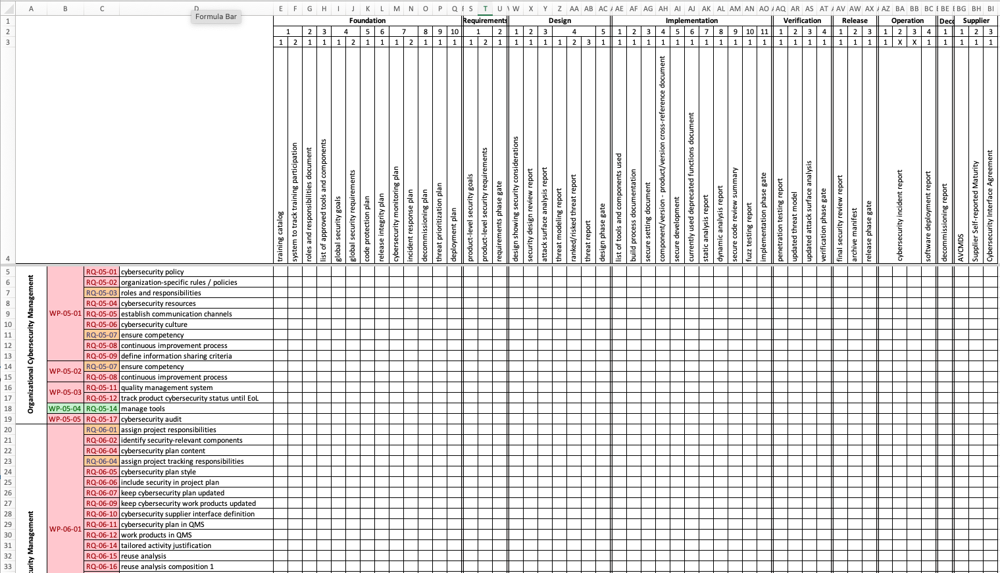 A B C D E F G H I J K L M N O P Q S T U W X Y Z AA AB AC AE AF AG AH AI AJ AK AL AM AN AO AQ AR AS AT AV AW AX AZ BA BB BC BE BG BH BI
Formula Bar
1 Foundation Requirements Design Implementation Verification Release Operation Deco Supplier
2 1 2 3 4 5 6 7 8 9 10 1 2 1 2 3 4 5 1 2 3 4 5 6 7 8 9 10 11 1 2 3 4 1 2 3 1 2 3 4 1 1 2 3
3 1 2 1 1 1 2 1 1 1 2 1 1 1 1 2 1 1 1 1 1 2 3 1 1 1 1 1 1 1 1 1 1 1 1 1 1 1 1 1 1 1 1 X X 1 1 1 1 1
4
training catalog
system to track training participation
roles and responsibilities document
list of approved tools and components
global security goals
global security requirements
code protection plan
release integrity plan
cybersecurity monitoring plan
incident response plan
decommissioning plan
threat prioritization plan
deployment plan
product-level security goals
product-level security requirements
requirements phase gate
design showing security considerations
security design review report
attack surface analysis report
threat modeling report
ranked/risked threat report
threat report
design phase gate
list of tools and components used
build process documentation
secure setting document
component/version - product/version cross-reference document
secure development
currently used deprecated functions document
static analysis report
dynamic analysis report
secure code review summary
fuzz testing report
implementation phase gate
penetration testing report
updated threat model
updated attack surface analysis
verification phase gate
final security review report
archive manifest
release phase gate
cybersecurity incident report
software deployment report
decommissioning report
AVCMDS
Supplier Self-reported Maturity
Cybersecurity Interface Agreement
Organizational Cybersecurity Management
WP-05-01
5 RQ-05-01 cybersecurity policy
6 RQ-05-02 organization-specific rules / policies
7 RQ-05-03 roles and responsibilities
8 RQ-05-04 cybersecurity resources
9 RQ-05-05 establish communication channels
10 RQ-05-06 cybersecurity culture
11 RQ-05-07 ensure competency
12 RQ-05-08 continuous improvement process
13 RQ-05-09 define information sharing criteria
WP-05-02
14 RQ-05-07 ensure competency
15 RQ-05-08 continuous improvement process
WP-05-03
16 RQ-05-11 quality management system
17 RQ-05-12 track product cybersecurity status until EoL
18 WP-05-04 RQ-05-14 manage tools
19 WP-05-05 RQ-05-17 cybersecurity audit
urity Management
WP-06-01
20 RQ-06-01 assign project responsibilities
21 RQ-06-02 identify security-relevant components
22 RQ-06-04 cybersecurity plan content
23 RQ-06-04 assign project tracking responsibilities
24 RQ-06-05 cybersecurity plan style
25 RQ-06-06 include security in project plan
26 RQ-06-07 keep cybersecurity plan updated
27 RQ-06-09 keep cybersecurity work products updated
28 RQ-06-10 cybersecurity supplier interface definition
29 RQ-06-11 cybersecurity plan in QMS
30 RQ-06-12 work products in QMS
31 RQ-06-14 tailored activity justification
32 RQ-06-15 reuse analysis
33 RQ-06-16 reuse analysis composition 1